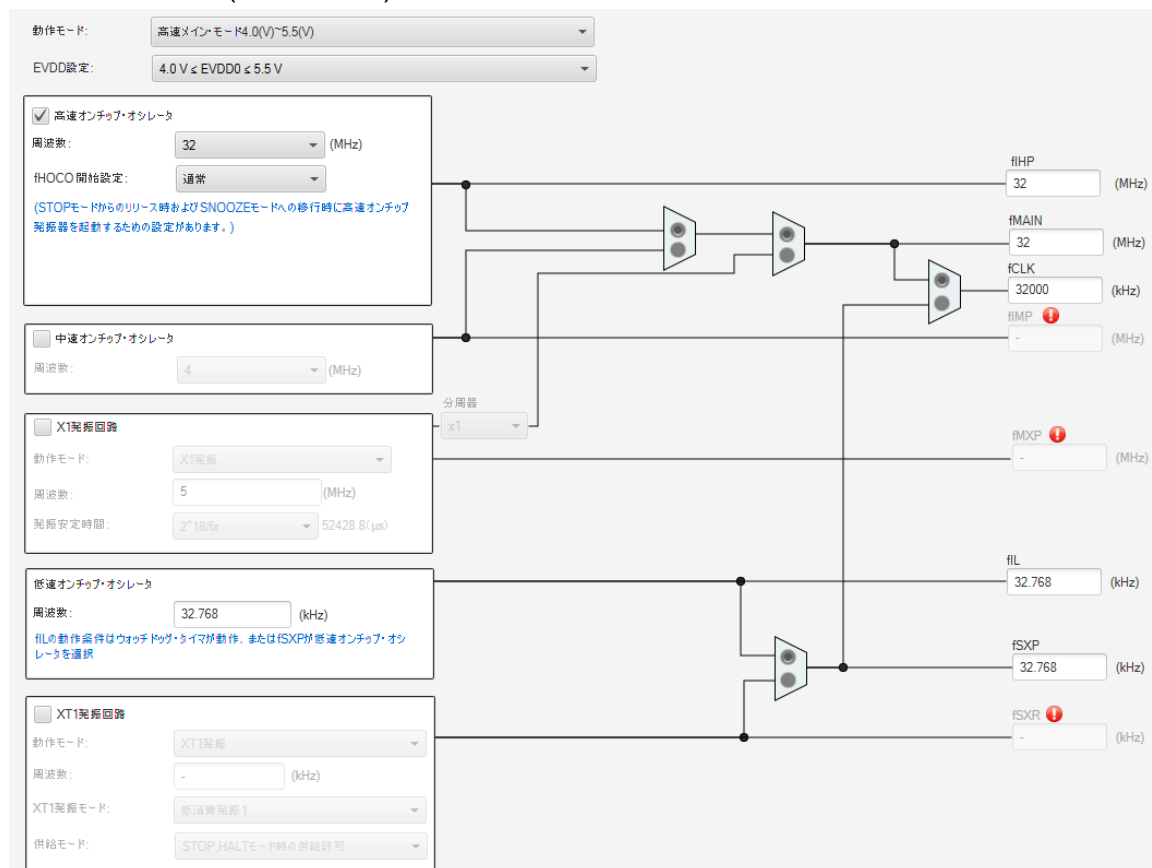 動作モード: 高速メイン・モード4.0(V)~5.5(V)
EVDD設定: 4.0 V ≤ EVDD0 ≤ 5.5 V
高速オンチップ・オシレータ
周波数: 32 (MHz)
fHOCO開始設定: 通常
(STOPモードからのリリース時およびSNOOZEモードへの移行時に高速オンチップ
発振器を起動するための設定があります。)
fIHP
32 (MHz)
fMAIN
32 (MHz)
fCLK
32000 (kHz)
fIMP
- (MHz)
中速オンチップ・オシレータ
周波数: 4 (MHz)
分周器
x1
X1発振回路
動作モード: X1発振
周波数: 5 (MHz)
発振安定時間: 2^18/fx 52428.8(μs)
fMXP
- (MHz)
低速オンチップ・オシレータ
周波数: 32.768 (kHz)
fILの動作条件はウォッチドッグ・タイマが動作、またはfSXPが低速オンチップ・オシ
レータを選択
fIL
32.768 (kHz)
fSXP
32.768 (kHz)
fSXR
- (kHz)
XT1発振回路
動作モード: XT1発振
周波数: - (kHz)
XT1発振モード: 低消費発振1
供給モード: STOP,HALTモード時の供給許可